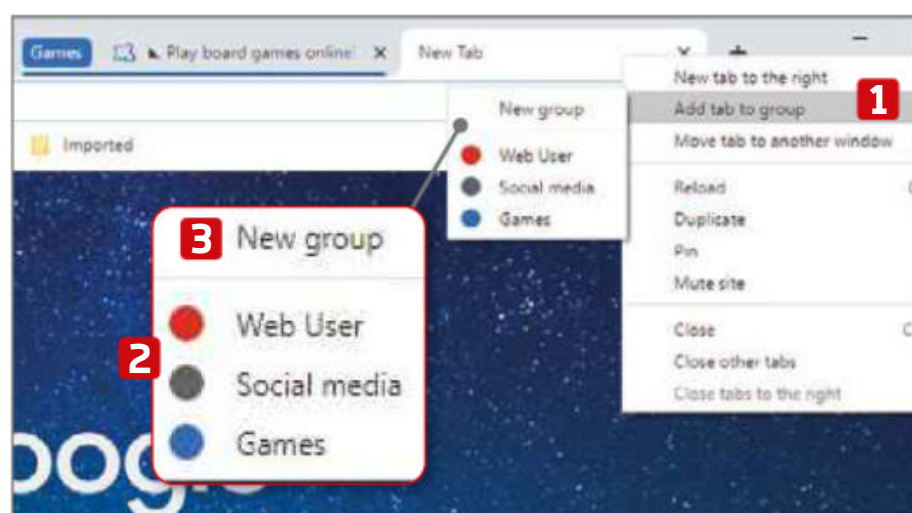 Games
Play board games online!
New Tab
Imported
New group
Web User
Social media
Games
New tab to the right
Add tab to group
1
Move tab to another window
Reload
Duplicate
Pin
Mute site
Close
Close other tabs
Close tabs to the right
3 New group
Web User
2
Social media
Games